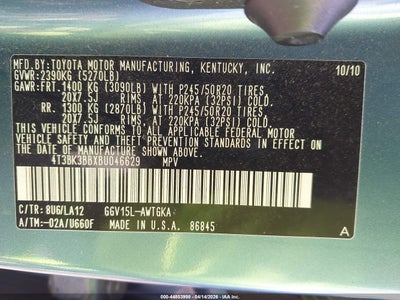 MFD.BY:TOYOTA MOTOR MANUFACTURING, KENTUCKY, INC.
GVWR:2390KG (5270LB) 10/10
GAWR:FRT.1400 KG (3090LB) WITH P245/50R20 TIRES,
20X7.5J RIMS AT 220KPA (32PSI) COLD.
RR. 1300 KG (2870LB) WITH P245/50R20 TIRES,
20X7.5J RIMS AT 220KPA (32PSI) COLD.
THIS VEHICLE CONFORMS TO ALL APPLICABLE FEDERAL MOTOR
VEHICLE SAFETY AND THEFT PREVENTION STANDARDS IN
EFFECT ON THE DATE OF MANUFACTURE SHOWN ABOVE.
4T3BK3BBXBU046629 MPV
C/TR: 8U6/LA12 GGV15L-AWTGKA
A/TM:-02A/U660F MADE IN U.S.A. 86845
A
000-44893990 - 04/14/2026 - IAA Inc.